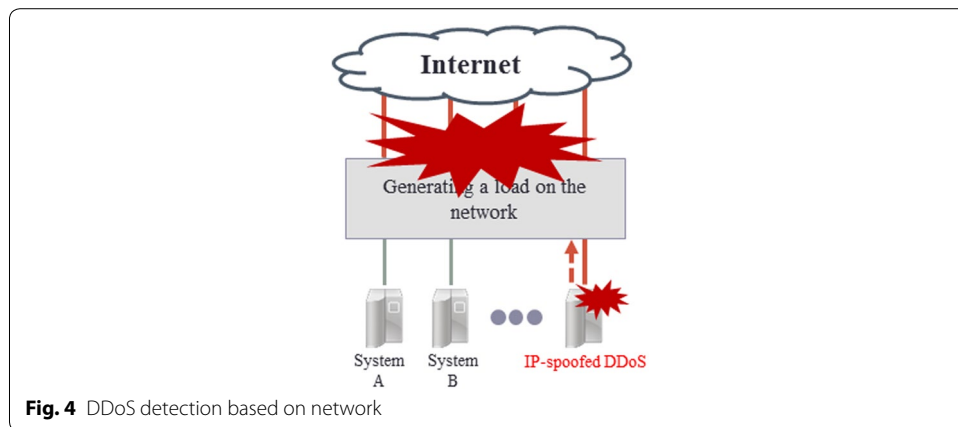 Internet
Generating a load on the
network
System
A
System
B
IP-spoofed DDoS
Fig. 4 DDoS detection based on network